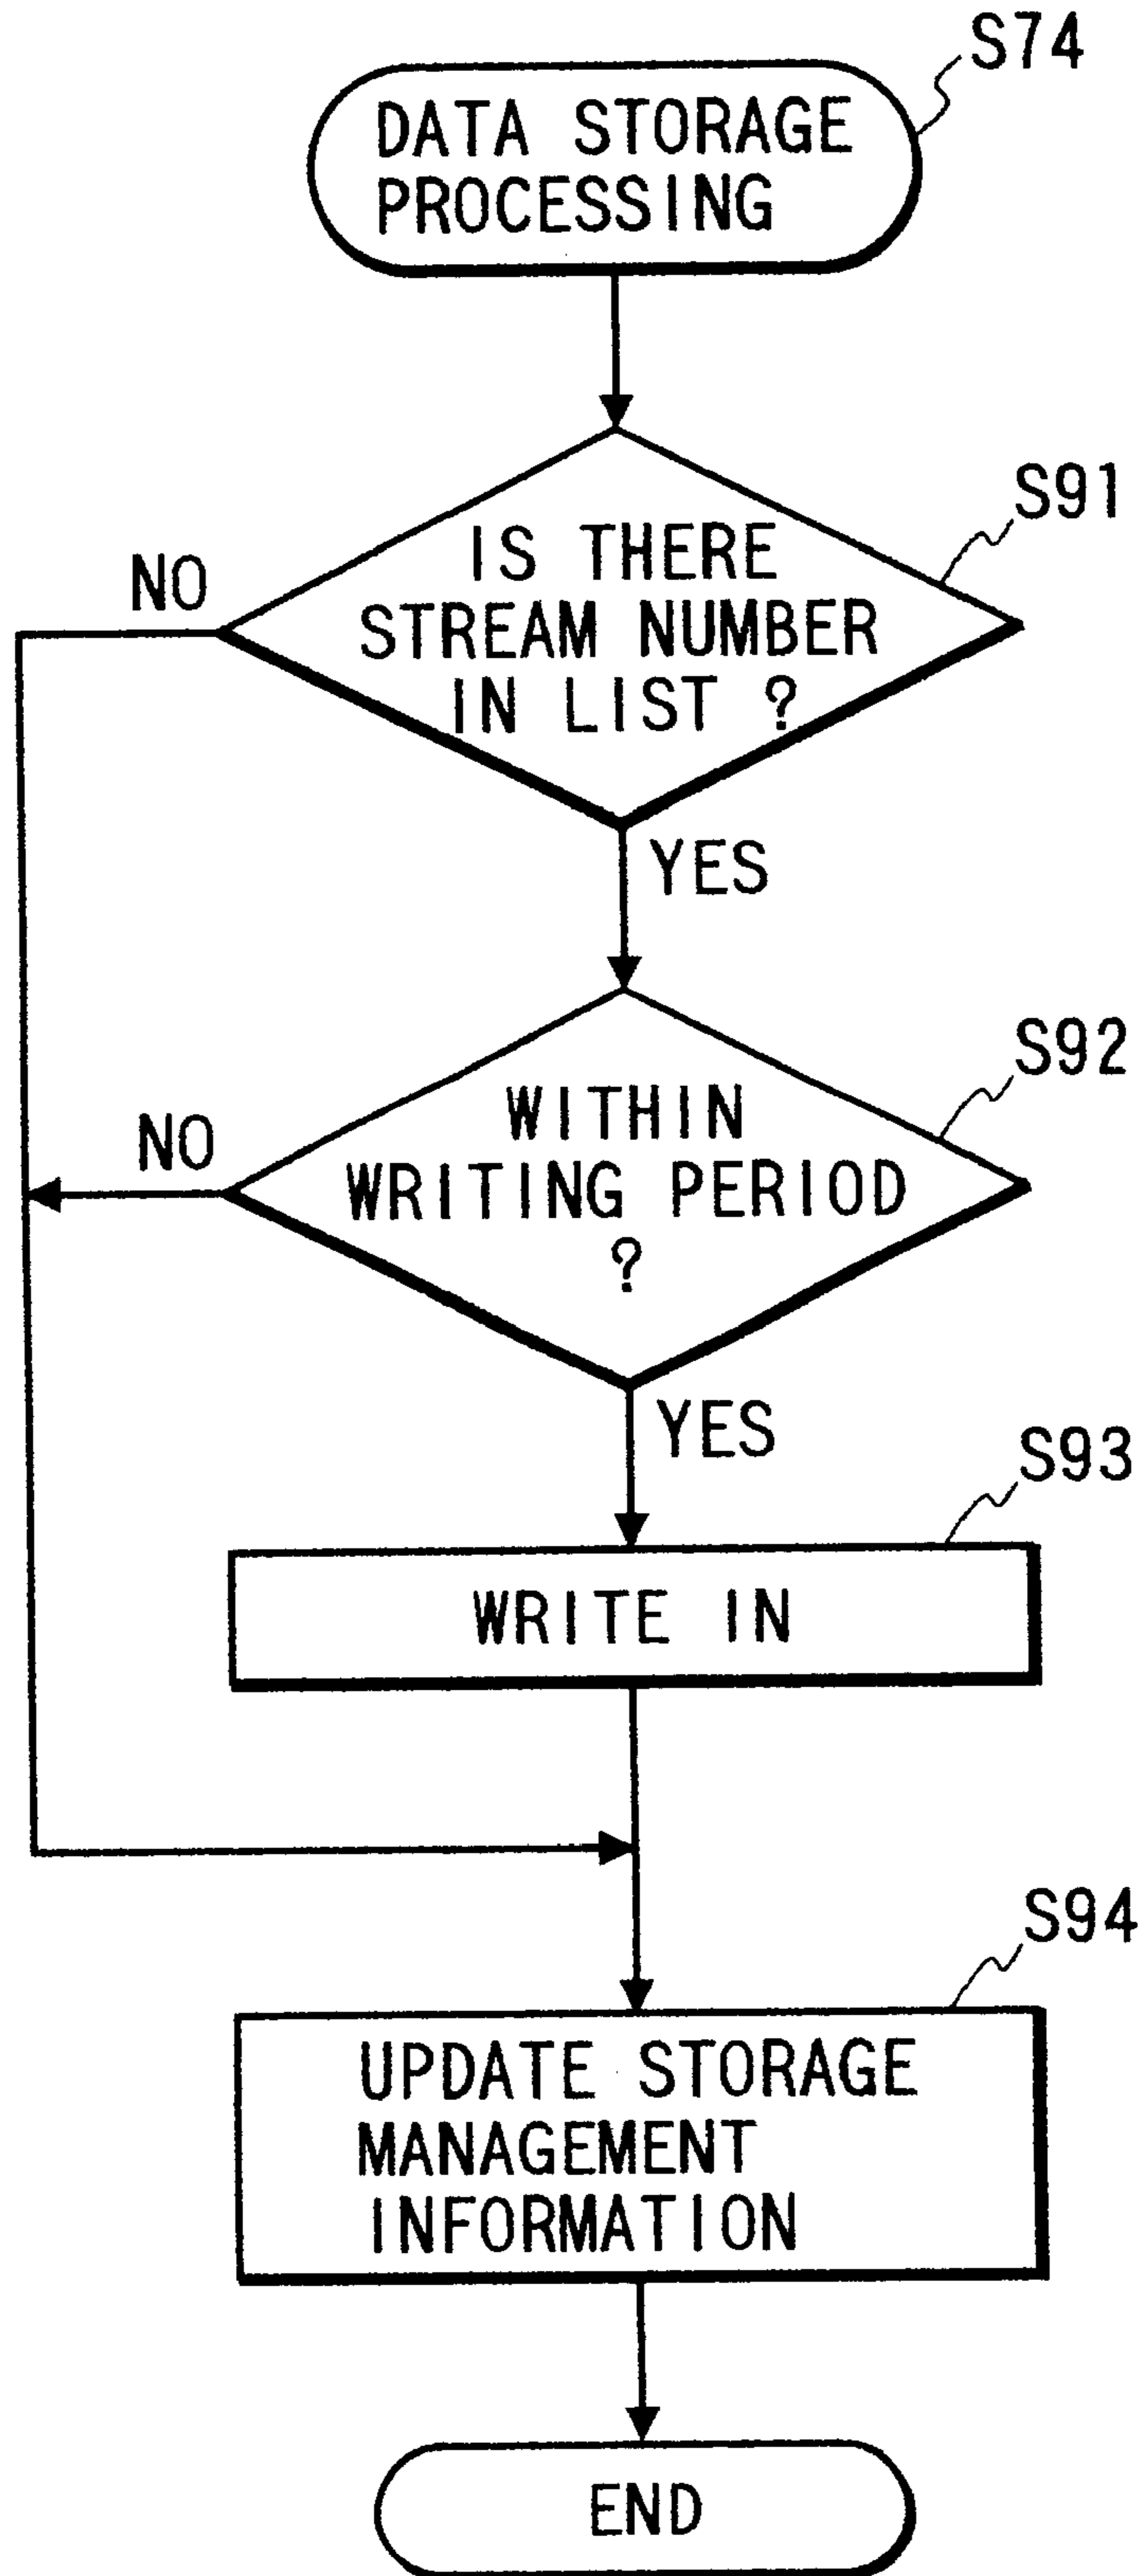 S74
DATA STORAGE
PROCESSING
S91
IS THERE
STREAM NUMBER
IN LIST ?
NO
YES
S92
WITHIN
WRITING PERIOD
?
NO
YES
S93
WRITE IN
S94
UPDATE STORAGE
MANAGEMENT
INFORMATION
END